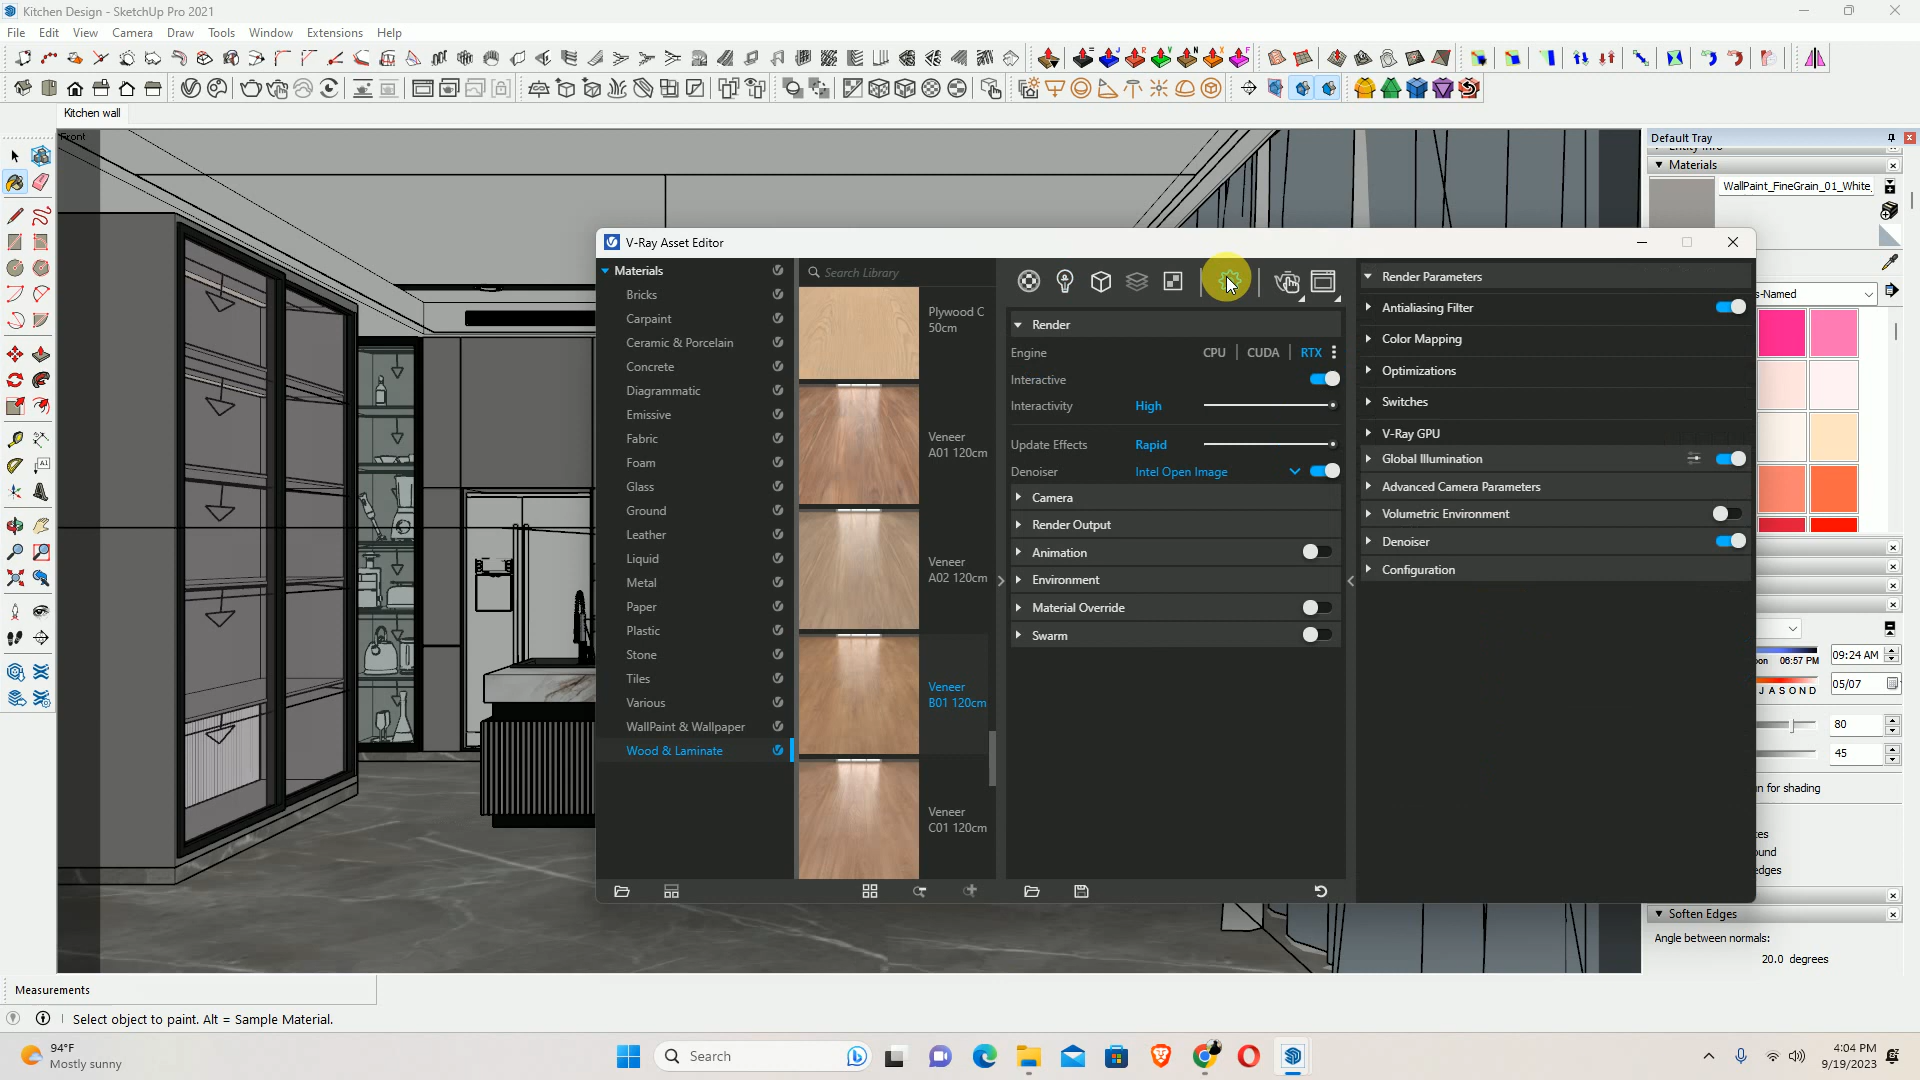 Kitchen Design - SketchUp Pro 2021
File Edit View Camera Draw Tools Window Extensions Help
Kitchen wall
Front
Default Tray
Materials
WallPaint_FineGrain_01_White_
V-Ray Asset Editor
Materials
Bricks
Carpaint
Ceramic & Porcelain
Concrete
Diagrammatic
Emissive
Fabric
Foam
Glass
Ground
Leather
Liquid
Metal
Paper
Plastic
Stone
Tiles
Various
WallPaint & Wallpaper
Wood & Laminate
Search Library
Plywood C
50cm
Veneer
A01 120cm
Veneer
A02 120cm
Veneer
B01 120cm
Veneer
C01 120cm
Render
Engine CPU CUDA RTX
Interactive
Interactivity High
Update Effects Rapid
Denoiser Intel Open Image
Camera
Render Output
Animation
Environment
Material Override
Swarm
Render Parameters
Antialiasing Filter
Color Mapping
Optimizations
Switches
V-Ray GPU
Global Illumination
Advanced Camera Parameters
Volumetric Environment
Denoiser
Configuration
s-Named
09:24 AM
06:57 PM
05/07
J A S O N D
80
45
n for shading
Soften Edges
Angle between normals:
20.0 degrees
Measurements
Select object to paint. Alt = Sample Material.
94°F
Mostly sunny
Search
4:04 PM
9/19/2023